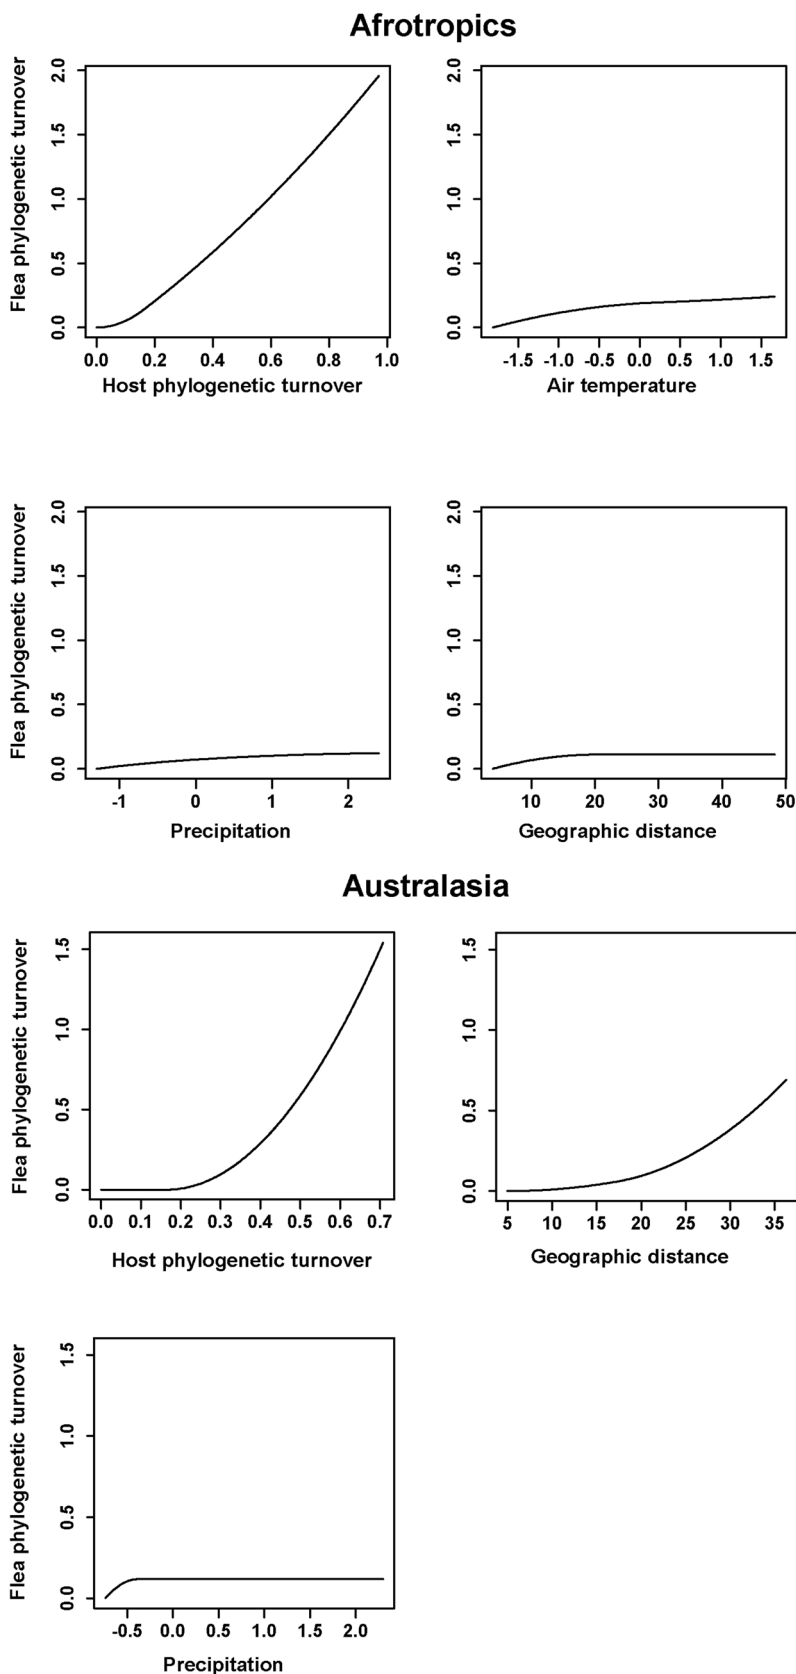 Afrotropics
Flea phylogenetic turnover
0.0 0.5 1.0 1.5 2.0
0.0 0.2 0.4 0.6 0.8 1.0
Host phylogenetic turnover
0.0 0.5 1.0 1.5 2.0
-1.5 -1.0 -0.5 0.0 0.5 1.0 1.5
Air temperature
Flea phylogenetic turnover
0.0 0.5 1.0 1.5 2.0
-1 0 1 2
Precipitation
0.0 0.5 1.0 1.5 2.0
10 20 30 40 50
Geographic distance
Australasia
Flea phylogenetic turnover
0.0 0.5 1.0 1.5
0.0 0.1 0.2 0.3 0.4 0.5 0.6 0.7
Host phylogenetic turnover
0.0 0.5 1.0 1.5
5 10 15 20 25 30 35
Geographic distance
Flea phylogenetic turnover
0.0 0.5 1.0 1.5
-0.5 0.0 0.5 1.0 1.5 2.0
Precipitation